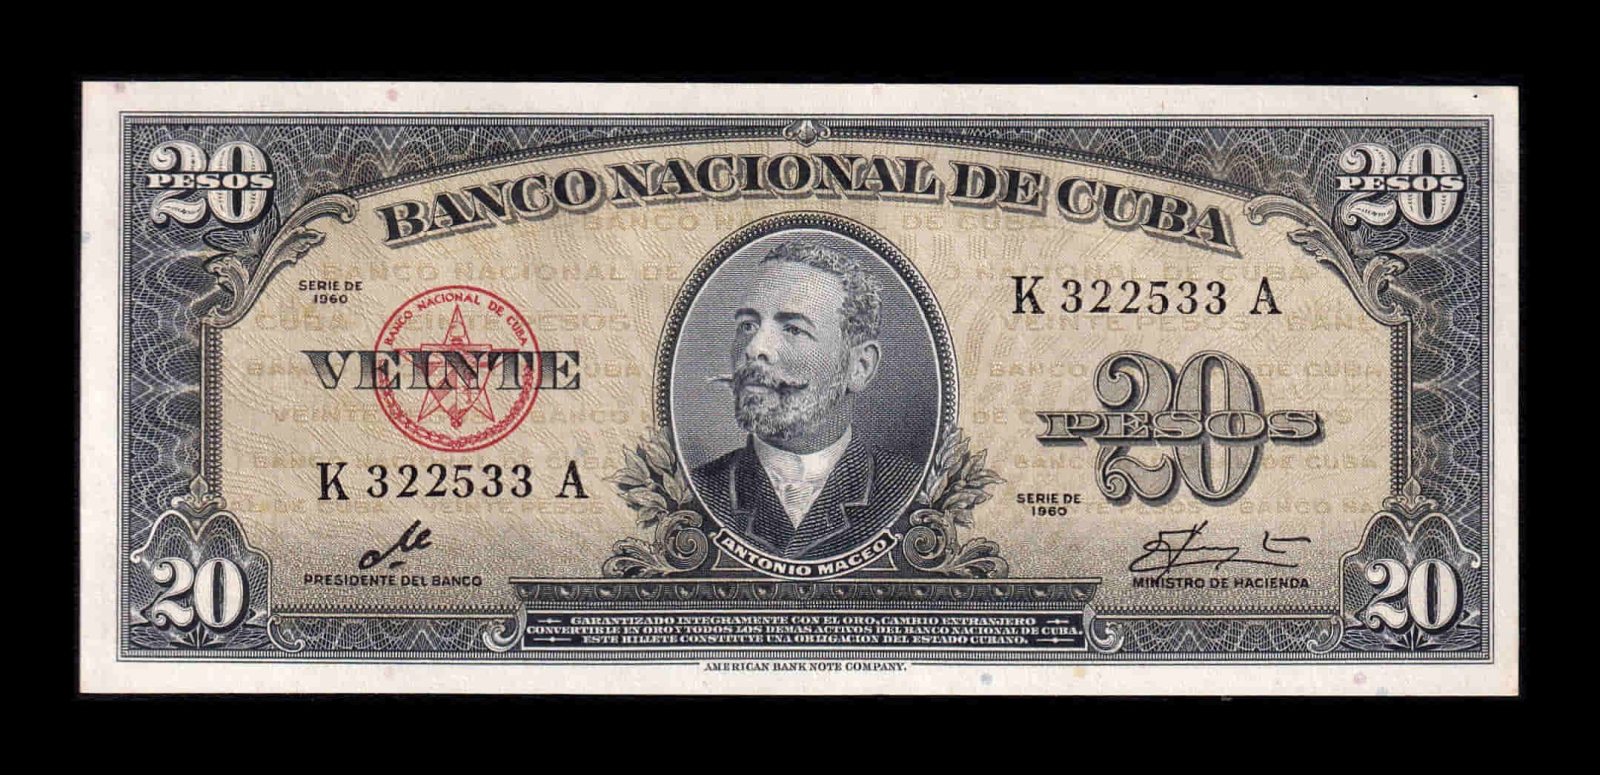 20 PESOS
20 PESOS
BANCO NACIONAL DE CUBA
SERIE DE
1960
K 322533 A
BANCO NACIONAL DE CUBA
VEINTE
20
PESOS
K 322533 A
SERIE DE
1960
ANTONIO MACEO
PRESIDENTE DEL BANCO
MINISTRO DE HACIENDA
20
20
GARANTIZADO INTEGRAMENTE CON EL ORO, CAMBIO EXTRANJERO
CONVERTIBLE EN ORO Y TODOS LOS DEMAS ACTIVOS DEL BANCO NACIONAL DE CUBA.
ESTE BILLETE CONSTITUYE UNA OBLIGACION DEL ESTADO CUBANO.
AMERICAN BANK NOTE COMPANY.